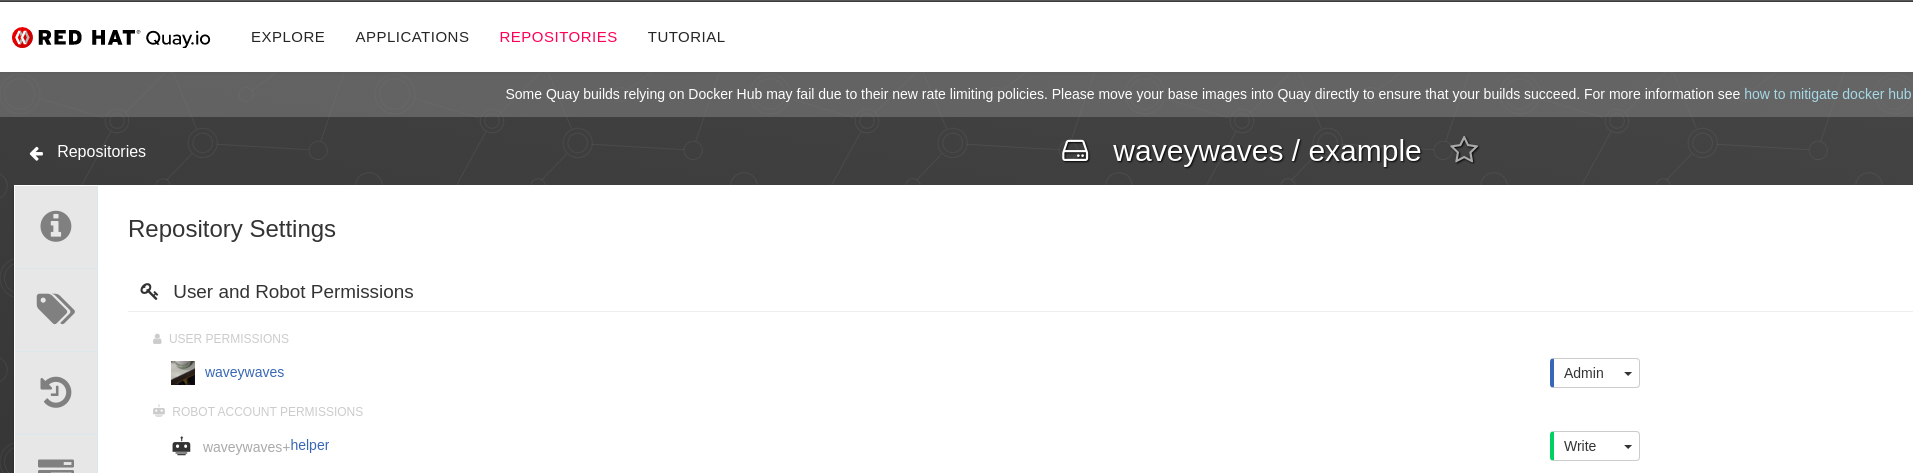 RED HAT Quay.io EXPLORE APPLICATIONS REPOSITORIES TUTORIAL
Some Quay builds relying on Docker Hub may fail due to their new rate limiting policies. Please move your base images into Quay directly to ensure that your builds succeed. For more information see how to mitigate docker hub
Repositories waveywaves / example
Repository Settings
User and Robot Permissions
USER PERMISSIONS
waveywaves Admin
ROBOT ACCOUNT PERMISSIONS
waveywaves+helper Write